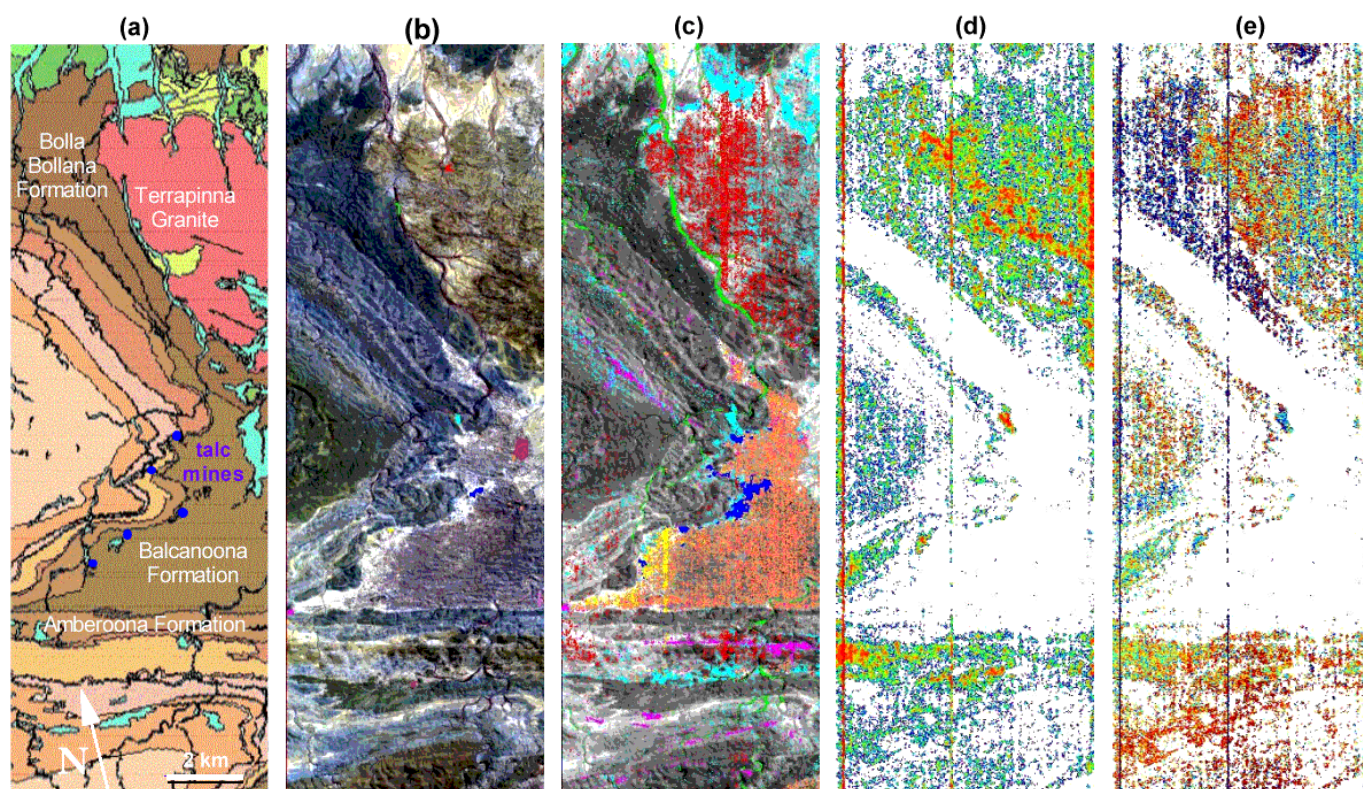 (a)
(b)
(c)
(d)
(e)
Bolla
Bollana
Formation
Terrapinna
Granite
talc
mines
Balcanoona
Formation
Amberoona Formation
N
2 km